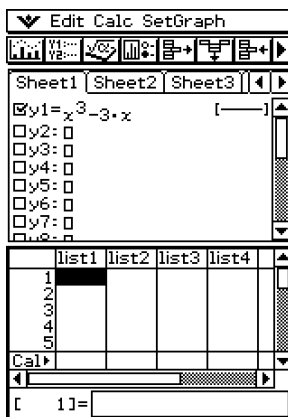 Edit Calc SetGraph
Sheet1 Sheet2 Sheet3
y1=x³-3·x [—]
y2:
y3:
y4:
y5:
y6:
y7:
list1 list2 list3 list4
1
2
3
4
5
Cal
[ 1]=